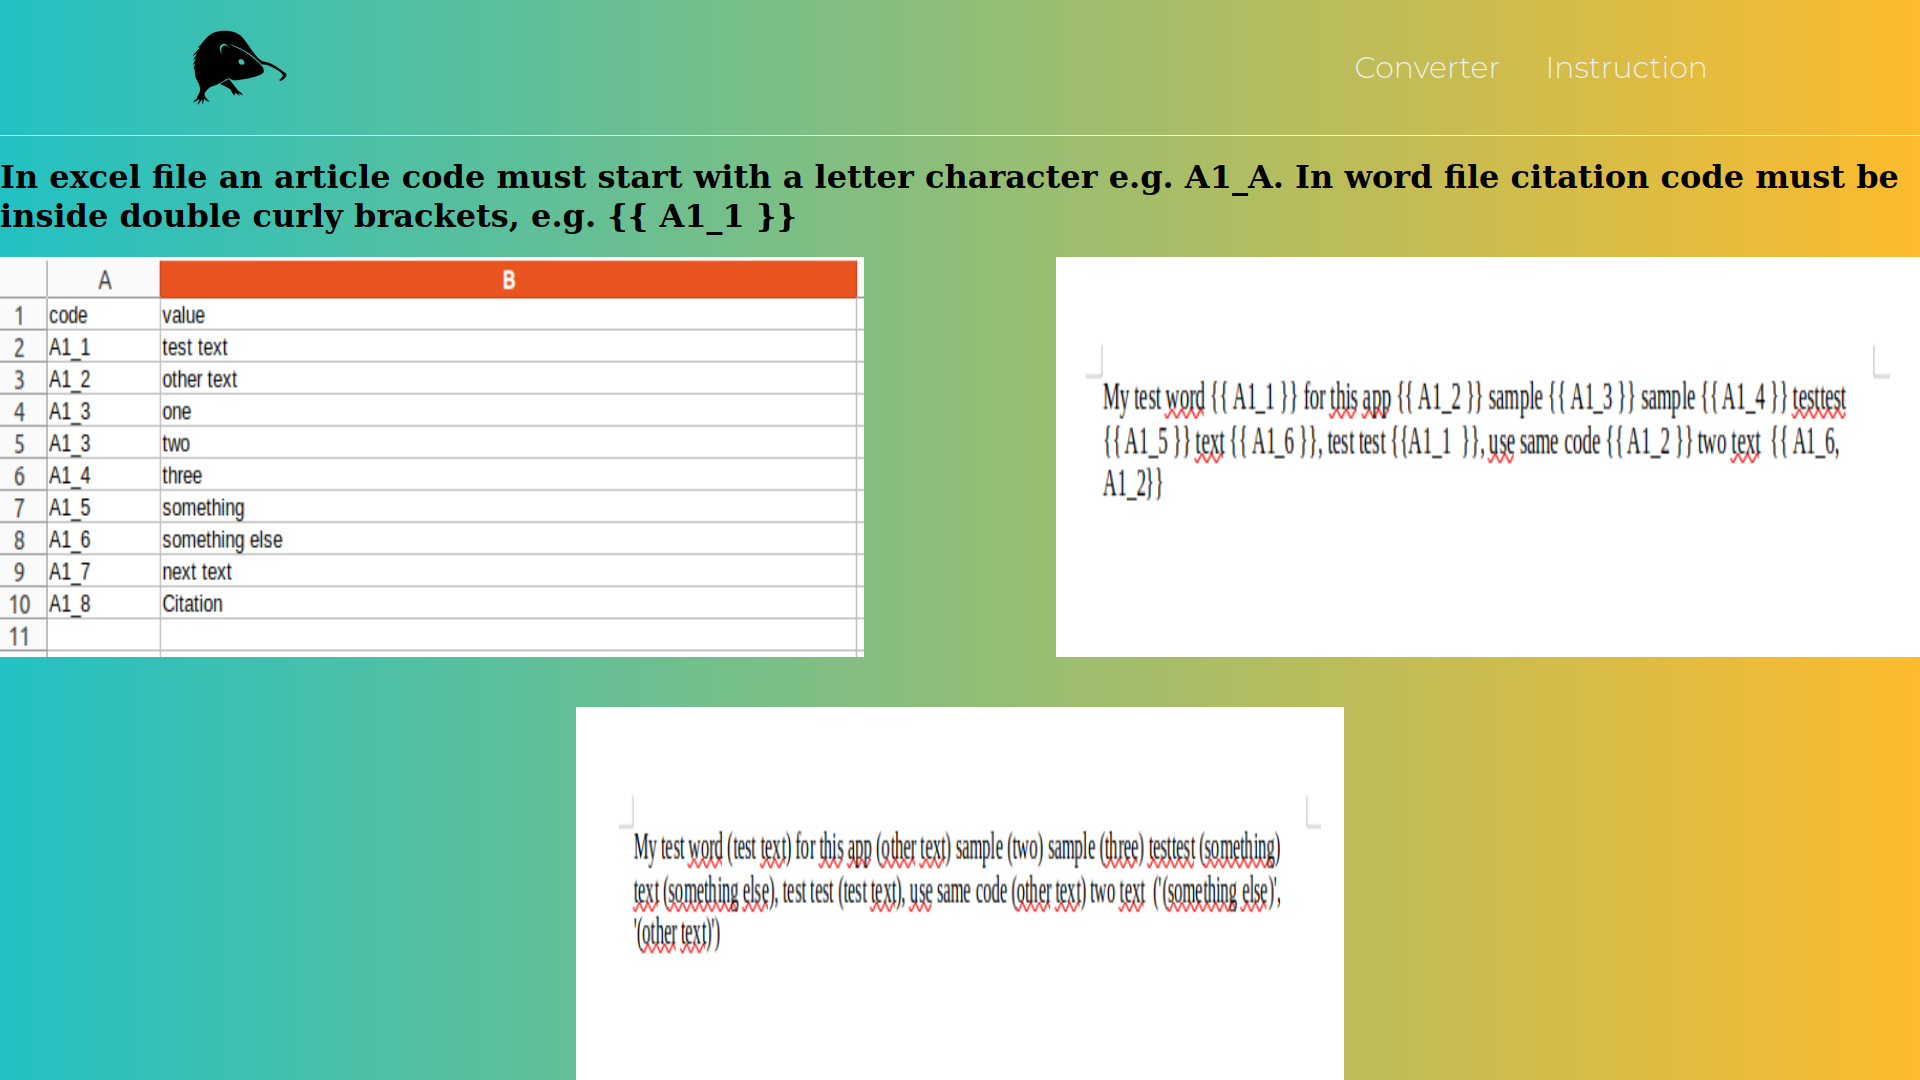 Converter Instruction
In excel file an article code must start with a letter character e.g. A1_A. In word file citation code must be
inside double curly brackets, e.g. {{ A1_1 }}
A B
1 code value
2 A1_1 test text
3 A1_2 other text
4 A1_3 one
5 A1_3 two
6 A1_4 three
7 A1_5 something
8 A1_6 something else
9 A1_7 next text
10 A1_8 Citation
11
My test word {{ A1_1 }} for this app {{ A1_2 }} sample {{ A1_3 }} sample {{ A1_4 }} testtest
{{ A1_5 }} text {{ A1_6 }}, test test {{A1_1 }}, use same code {{ A1_2 }} two text {{ A1_6,
A1_2}}
My test word (test text) for this app (other text) sample (two) sample (three) testtest (something)
text (something else), test test (test text), use same code (other text) two text ('(something else)',
'(other text)')